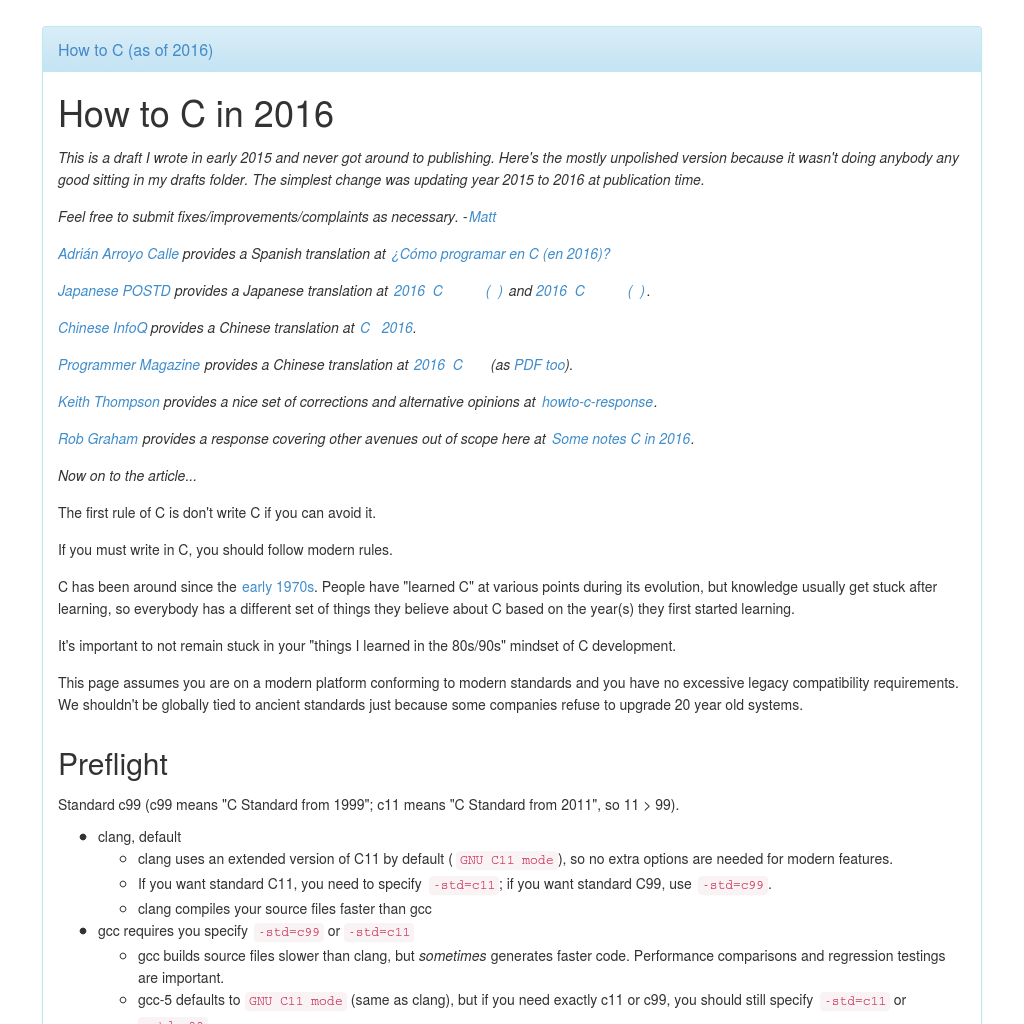 How to C (as of 2016)
How to C in 2016
This is a draft I wrote in early 2015 and never got around to publishing. Here's the mostly unpolished version because it wasn't doing anybody any
good sitting in my drafts folder. The simplest change was updating year 2015 to 2016 at publication time.
Feel free to submit fixes/improvements/complaints as necessary. -Matt
Adrián Arroyo Calle provides a Spanish translation at ¿Cómo programar en C (en 2016)?
Japanese POSTD provides a Japanese translation at 2016 C ( ) and 2016 C ( ).
Chinese InfoQ provides a Chinese translation at C 2016.
Programmer Magazine provides a Chinese translation at 2016 C (as PDF too).
Keith Thompson provides a nice set of corrections and alternative opinions at howto-c-response.
Rob Graham provides a response covering other avenues out of scope here at Some notes C in 2016.
Now on to the article...
The first rule of C is don't write C if you can avoid it.
If you must write in C, you should follow modern rules.
C has been around since the early 1970s. People have "learned C" at various points during its evolution, but knowledge usually get stuck after
learning, so everybody has a different set of things they believe about C based on the year(s) they first started learning.
It's important to not remain stuck in your "things I learned in the 80s/90s" mindset of C development.
This page assumes you are on a modern platform conforming to modern standards and you have no excessive legacy compatibility requirements.
We shouldn't be globally tied to ancient standards just because some companies refuse to upgrade 20 year old systems.
Preflight
Standard c99 (c99 means "C Standard from 1999"; c11 means "C Standard from 2011", so 11 > 99).
clang, default
clang uses an extended version of C11 by default ( GNU C11 mode ), so no extra options are needed for modern features.
If you want standard C11, you need to specify -std=c11 ; if you want standard C99, use -std=c99 .
clang compiles your source files faster than gcc
gcc requires you specify -std=c99 or -std=c11
gcc builds source files slower than clang, but sometimes generates faster code. Performance comparisons and regression testings
are important.
gcc-5 defaults to GNU C11 mode (same as clang), but if you need exactly c11 or c99, you should still specify -std=c11 or